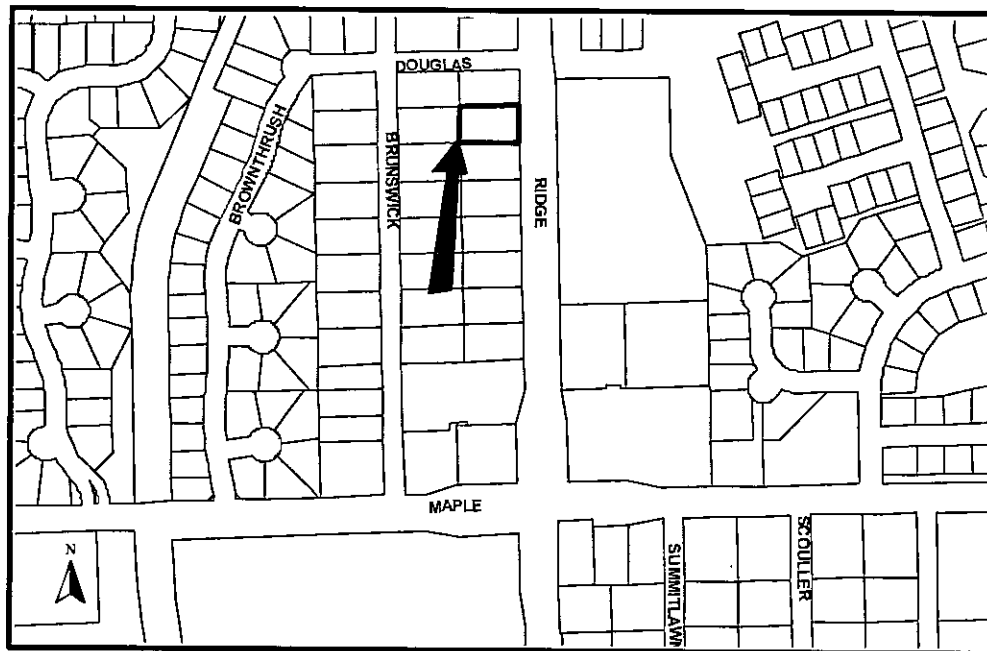 DOUGLAS
BROWNTHRUSH
BRUNSWICK
RIDGE
MAPLE
N
SUMMITLAWN
SCOULLER